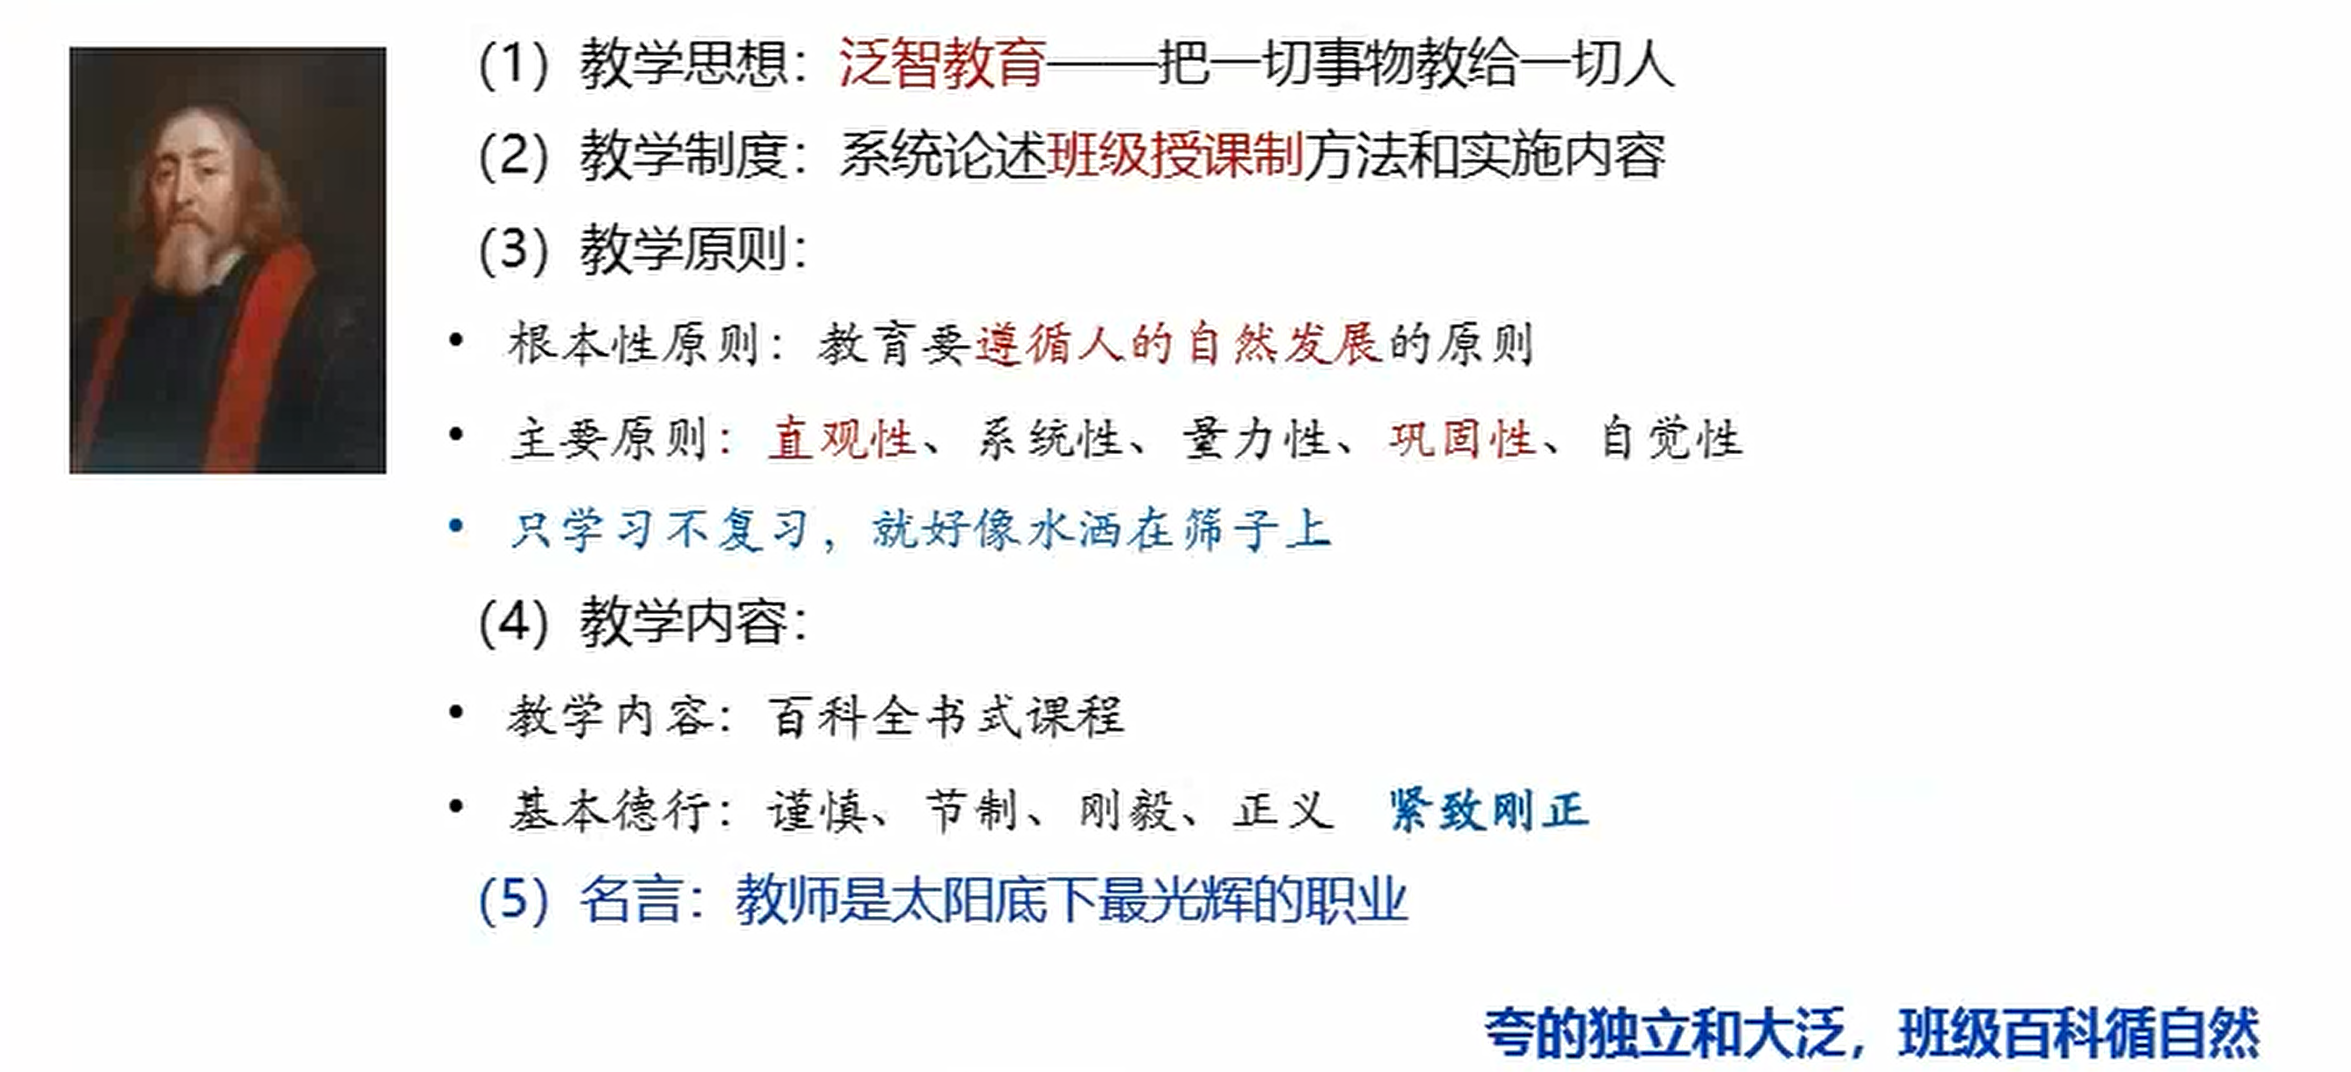 (1) 教学思想：泛智教育——把一切事物教给一切人
(2) 教学制度：系统论述班级授课制方法和实施内容
(3) 教学原则：
• 根本性原则：教育要遵循人的自然发展的原则
• 主要原则：直观性、系统性、量力性、巩固性、自觉性
• 只学习不复习，就好像水洒在筛子上
(4) 教学内容：
• 教学内容：百科全书式课程
• 基本德行：谨慎、节制、刚毅、正义 紧致刚正
(5) 名言：教师是太阳底下最光辉的职业
夸的独立和大泛，班级百科循自然